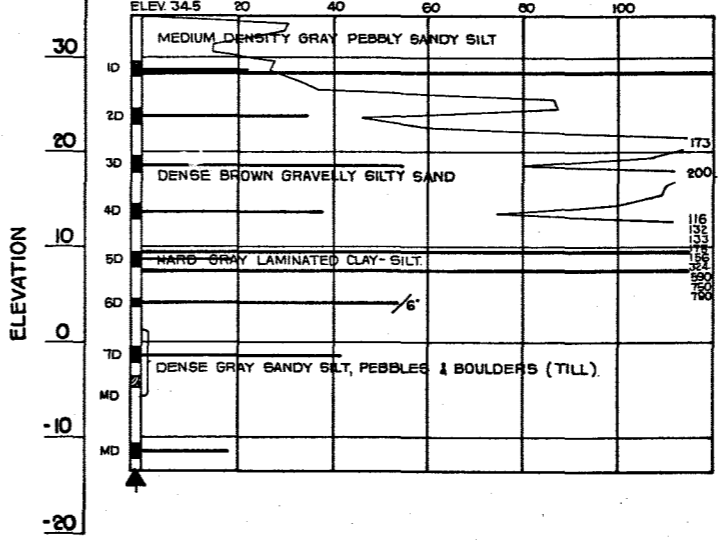 ELEV. 34.5 20 40 60 80 100
MEDIUM DENSITY GRAY PEBBLY SANDY SILT
30
1D
2D
173
20
3D
200
DENSE BROWN GRAVELLY SILTY SAND
4D
116
132
133
10
175
5D HARD GRAY LAMINATED CLAY-SILT. 156
324
590
750
790
6D /6"
ELEVATION
0
7D
DENSE GRAY SANDY SILT, PEBBLES & BOULDERS (TILL).
MD
-10
MD
-20